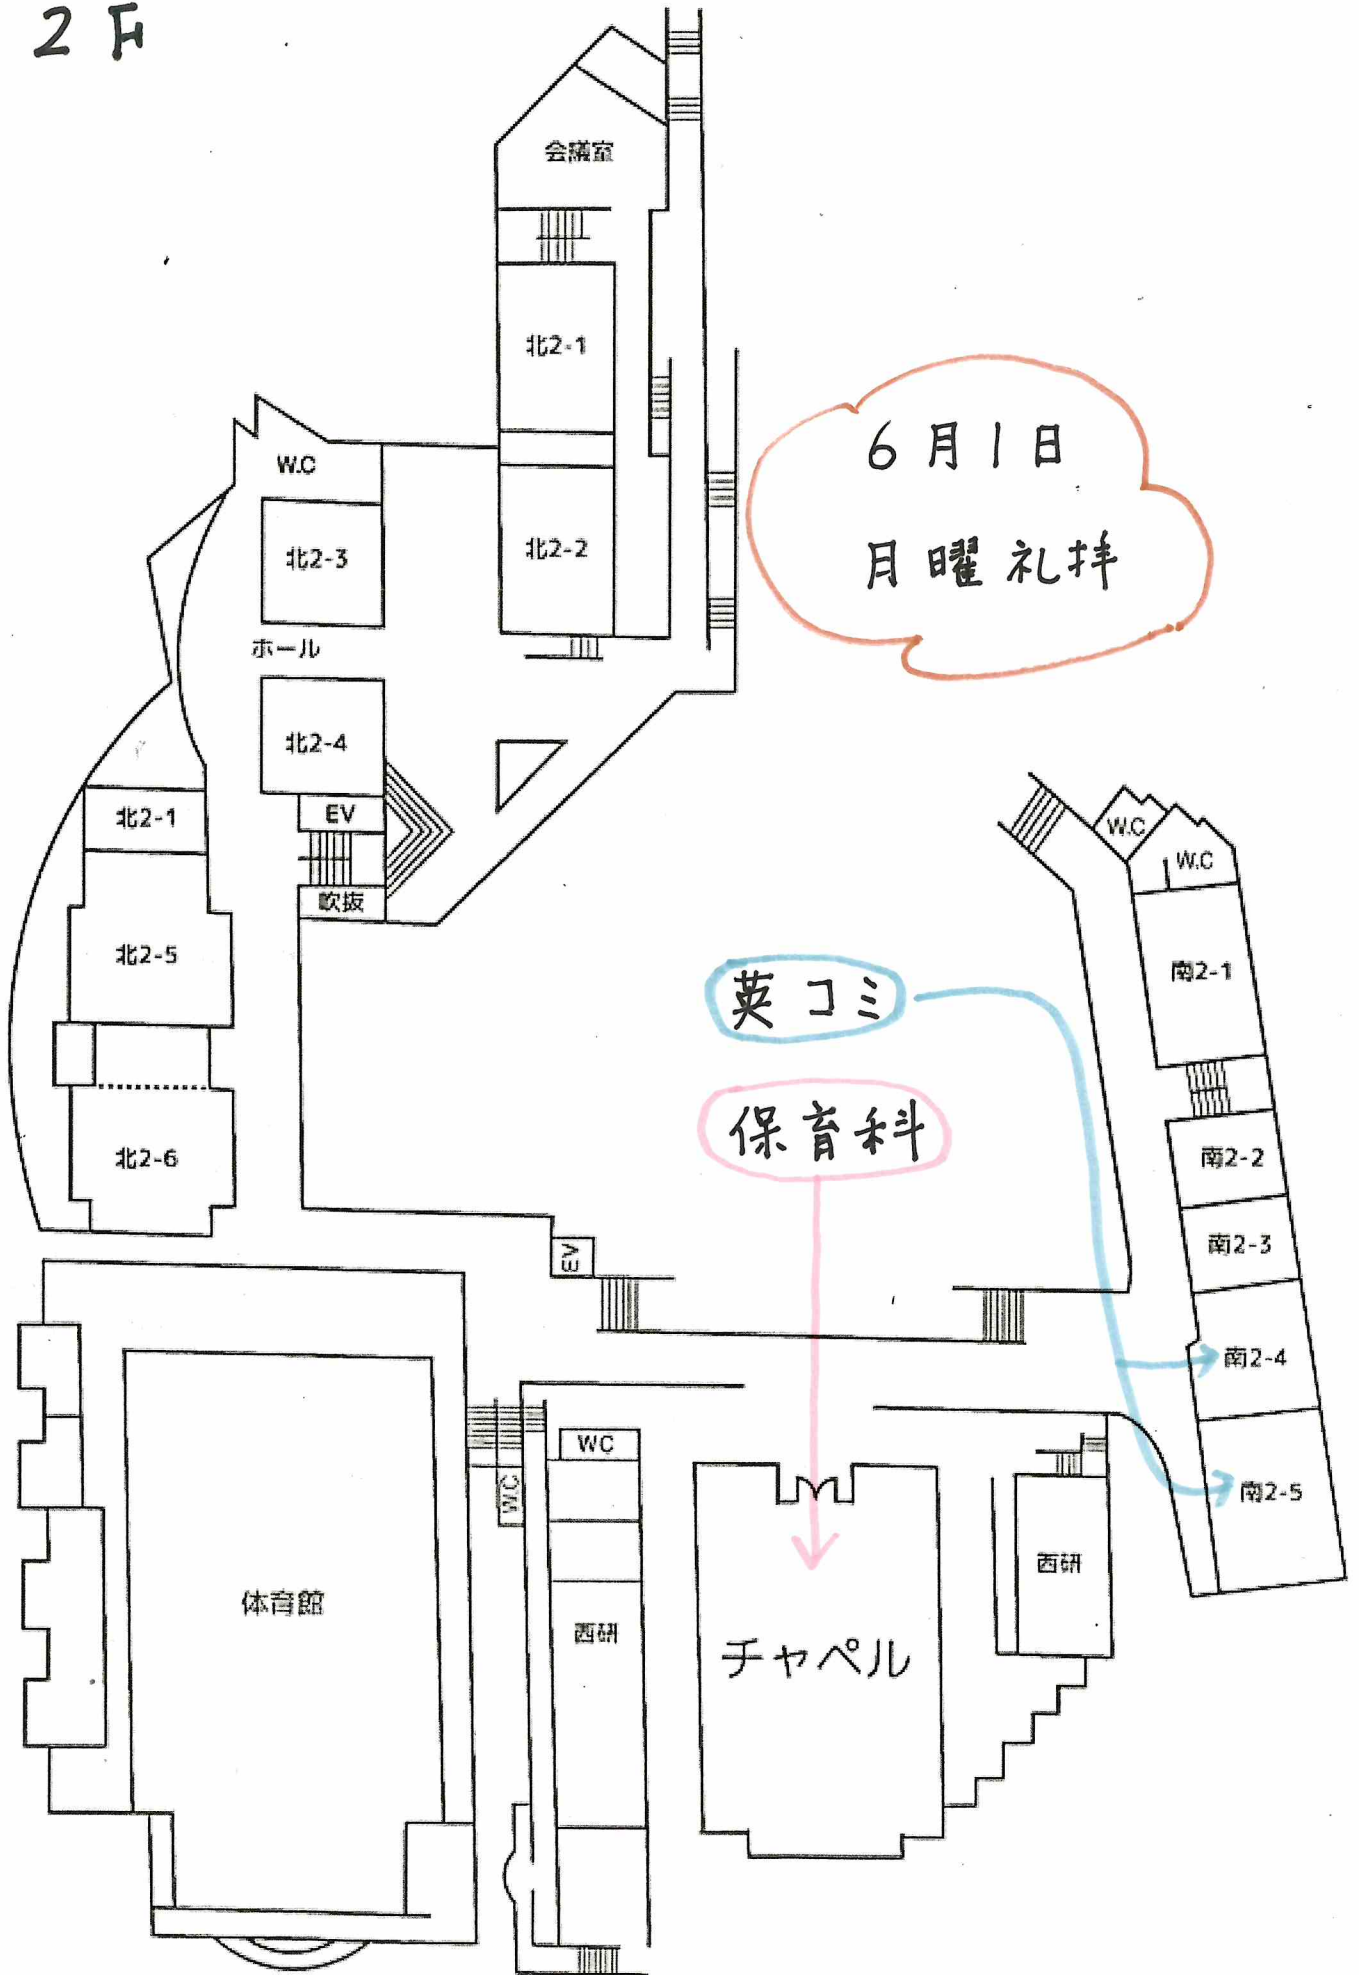 2F
会議室
北2-1
W.C
北2-3
北2-2
6月1日
月曜礼拝
ホール
北2-4
北2-1
EV
吹抜
W.C
W.C
北2-5
南2-1
英コミ
保育科
北2-6
南2-2
南2-3
EV
南2-4
WC
W.C
南2-5
体育館
西研
西研
チャペル